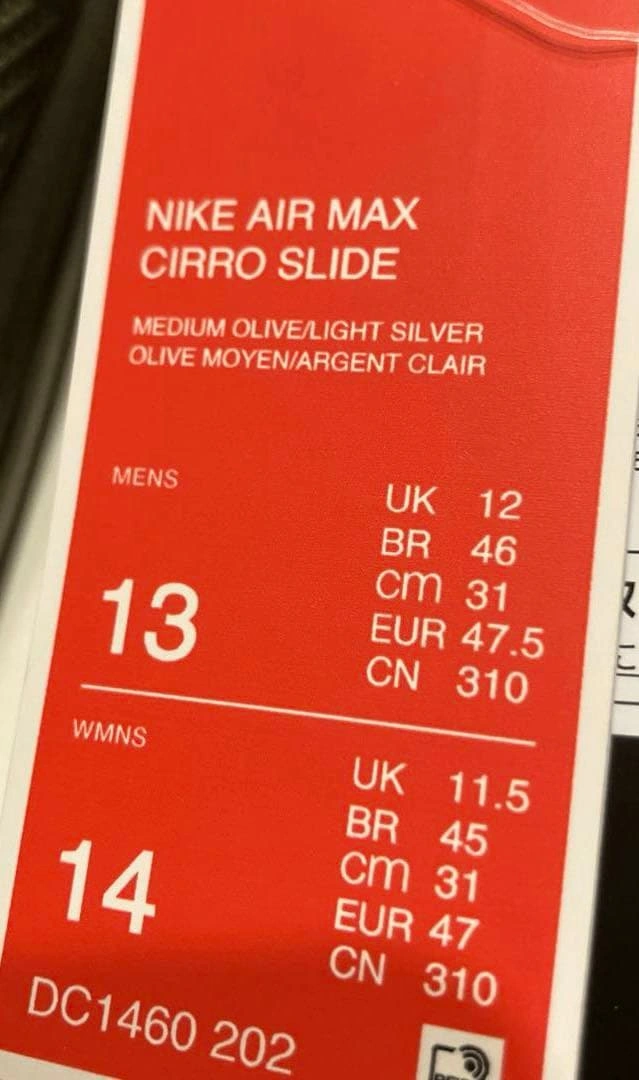 NIKE AIR MAX
CIRRO SLIDE
MEDIUM OLIVE/LIGHT SILVER
OLIVE MOYEN/ARGENT CLAIR
MENS
13
UK 12
BR 46
cm 31
EUR 47.5
CN 310
WMNS
14
UK 11.5
BR 45
cm 31
EUR 47
CN 310
DC1460 202